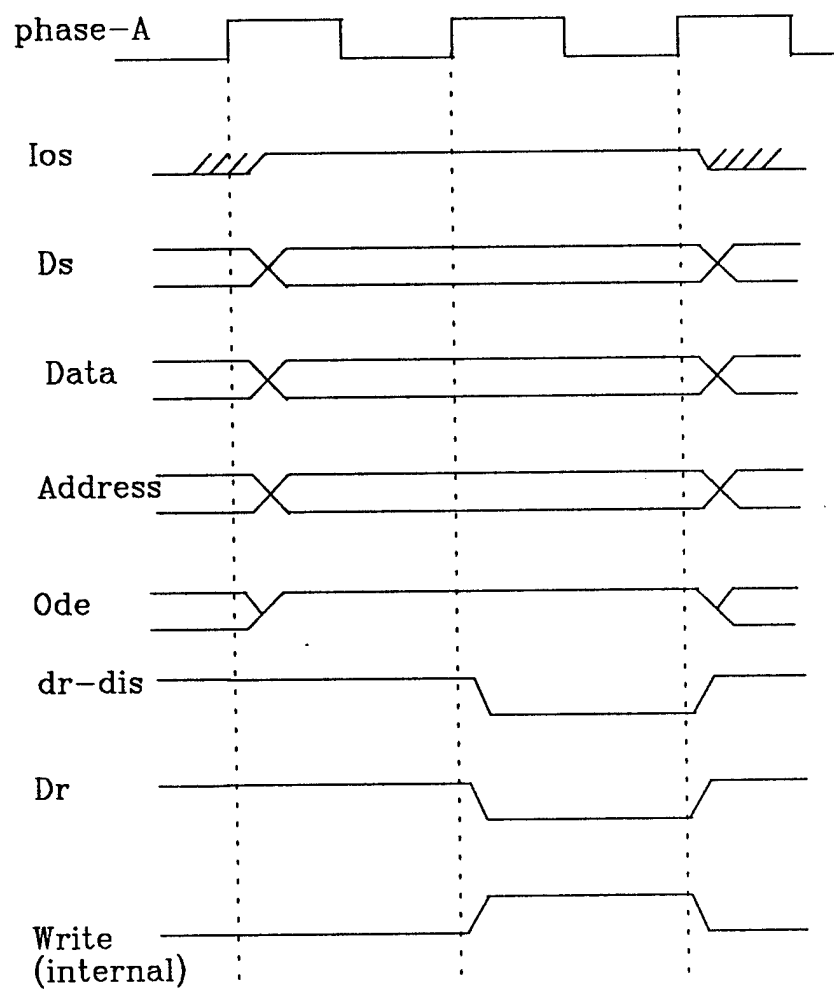 phase-A
Ios
Ds
Data
Address
Ode
dr-dis
Dr
Write
(internal)